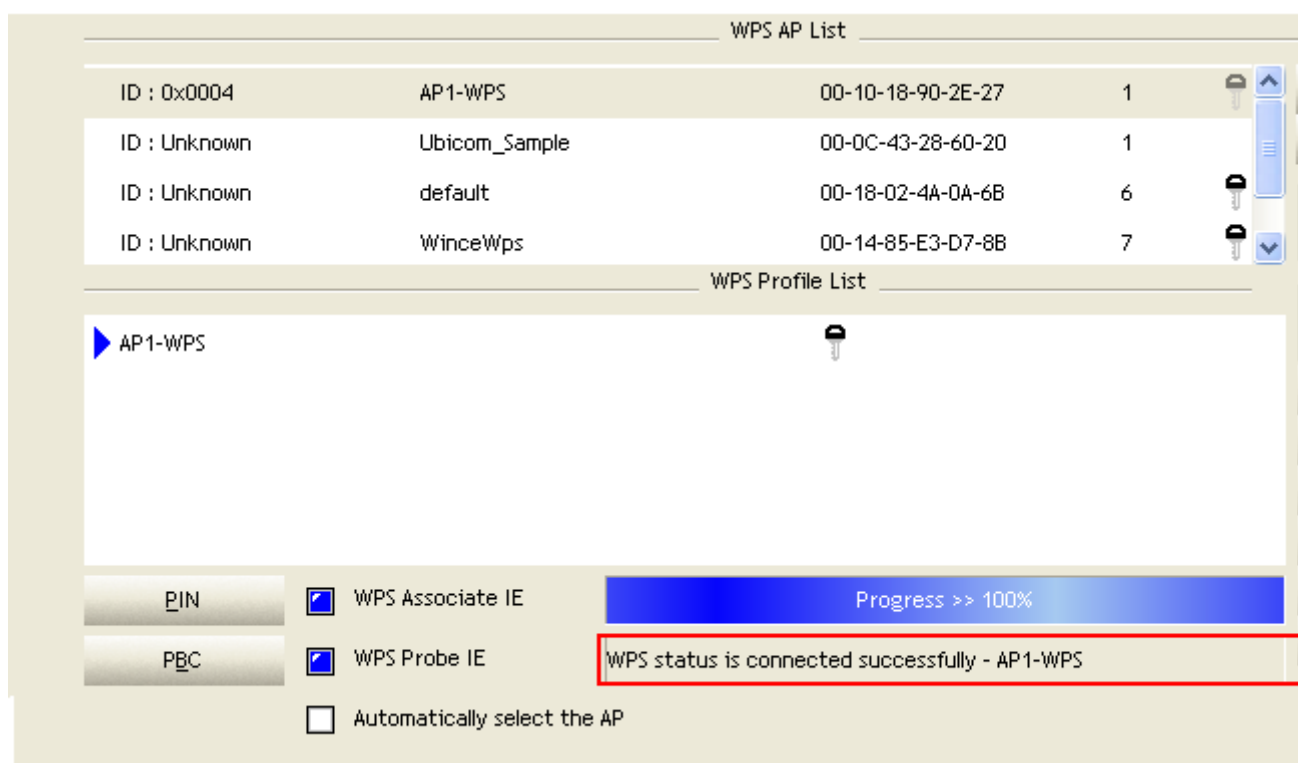 WPS AP List
ID : 0x0004 AP1-WPS 00-10-18-90-2E-27 1
ID : Unknown Ubicom_Sample 00-0C-43-28-60-20 1
ID : Unknown default 00-18-02-4A-0A-6B 6
ID : Unknown WinceWps 00-14-85-E3-D7-8B 7
WPS Profile List
AP1-WPS
PIN WPS Associate IE Progress >> 100%
PBC WPS Probe IE WPS status is connected successfully - AP1-WPS
Automatically select the AP